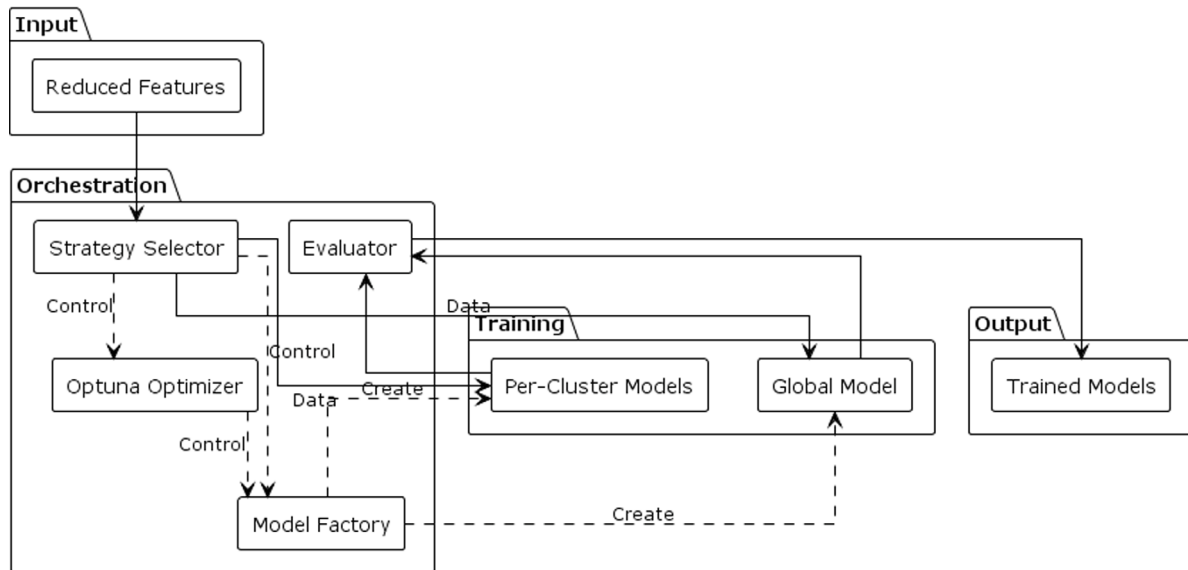 Input
Reduced Features
Orchestration
Strategy Selector
Evaluator
Control
Data
Training
Output
Control
Optuna Optimizer
Per-Cluster Models
Global Model
Trained Models
Create
Data
Control
Model Factory
Create